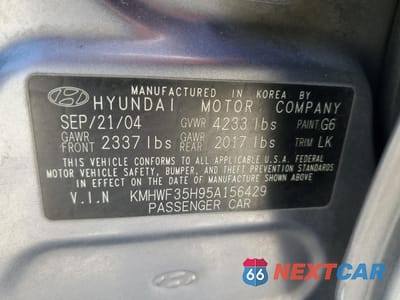 MANUFACTURED IN KOREA BY
HYUNDAI MOTOR COMPANY
SEP/21/04 GVWR 4233 lbs PAINT G6
GAWR FRONT 2337 lbs GAWR REAR 2017 lbs TRIM LK
THIS VEHICLE CONFORMS TO ALL APPLICABLE U.S.A. FEDERAL
MOTOR VEHICLE SAFETY, BUMPER, AND THEFT PREVENTION STANDARDS
IN EFFECT ON THE DATE OF MANUFACTURE SHOWN ABOVE.
V.I.N KMHWF35H95A156429
PASSENGER CAR
66 NEXTCAR